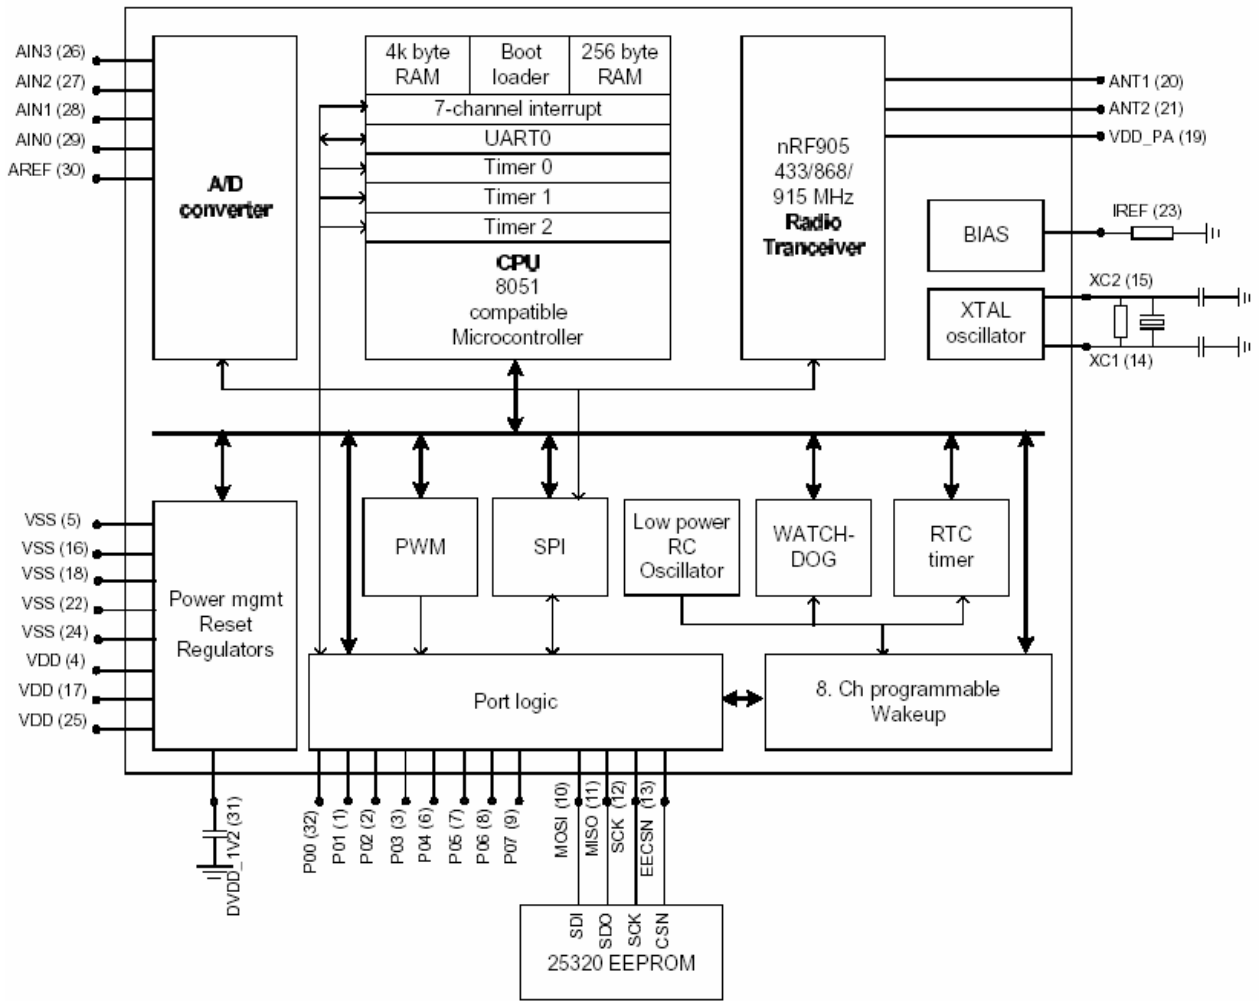 AIN3 (26)
AIN2 (27)
AIN1 (28)
AIN0 (29)
AREF (30)
A/D
converter
4k byte
RAM
Boot
loader
256 byte
RAM
7-channel interrupt
UART0
Timer 0
Timer 1
Timer 2
CPU
8051
compatible
Microcontroller
nRF905
433/868/
915 MHz
Radio
Tranceiver
ANT1 (20)
ANT2 (21)
VDD_PA (19)
BIAS
IREF (23)
XTAL
oscillator
XC2 (15)
XC1 (14)
VSS (5)
VSS (16)
VSS (18)
VSS (22)
VSS (24)
VDD (4)
VDD (17)
VDD (25)
Power mgmt
Reset
Regulators
PWM
SPI
Low power
RC
Oscillator
WATCH-
DOG
RTC
timer
Port logic
8. Ch programmable
Wakeup
DVDD_1V2 (31)
P00 (32)
P01 (1)
P02 (2)
P03 (3)
P04 (6)
P05 (7)
P06 (8)
P07 (9)
MOSI (10)
MISO (11)
SCK (12)
EECSN (13)
SDI
SDO
SCK
CSN
25320 EEPROM